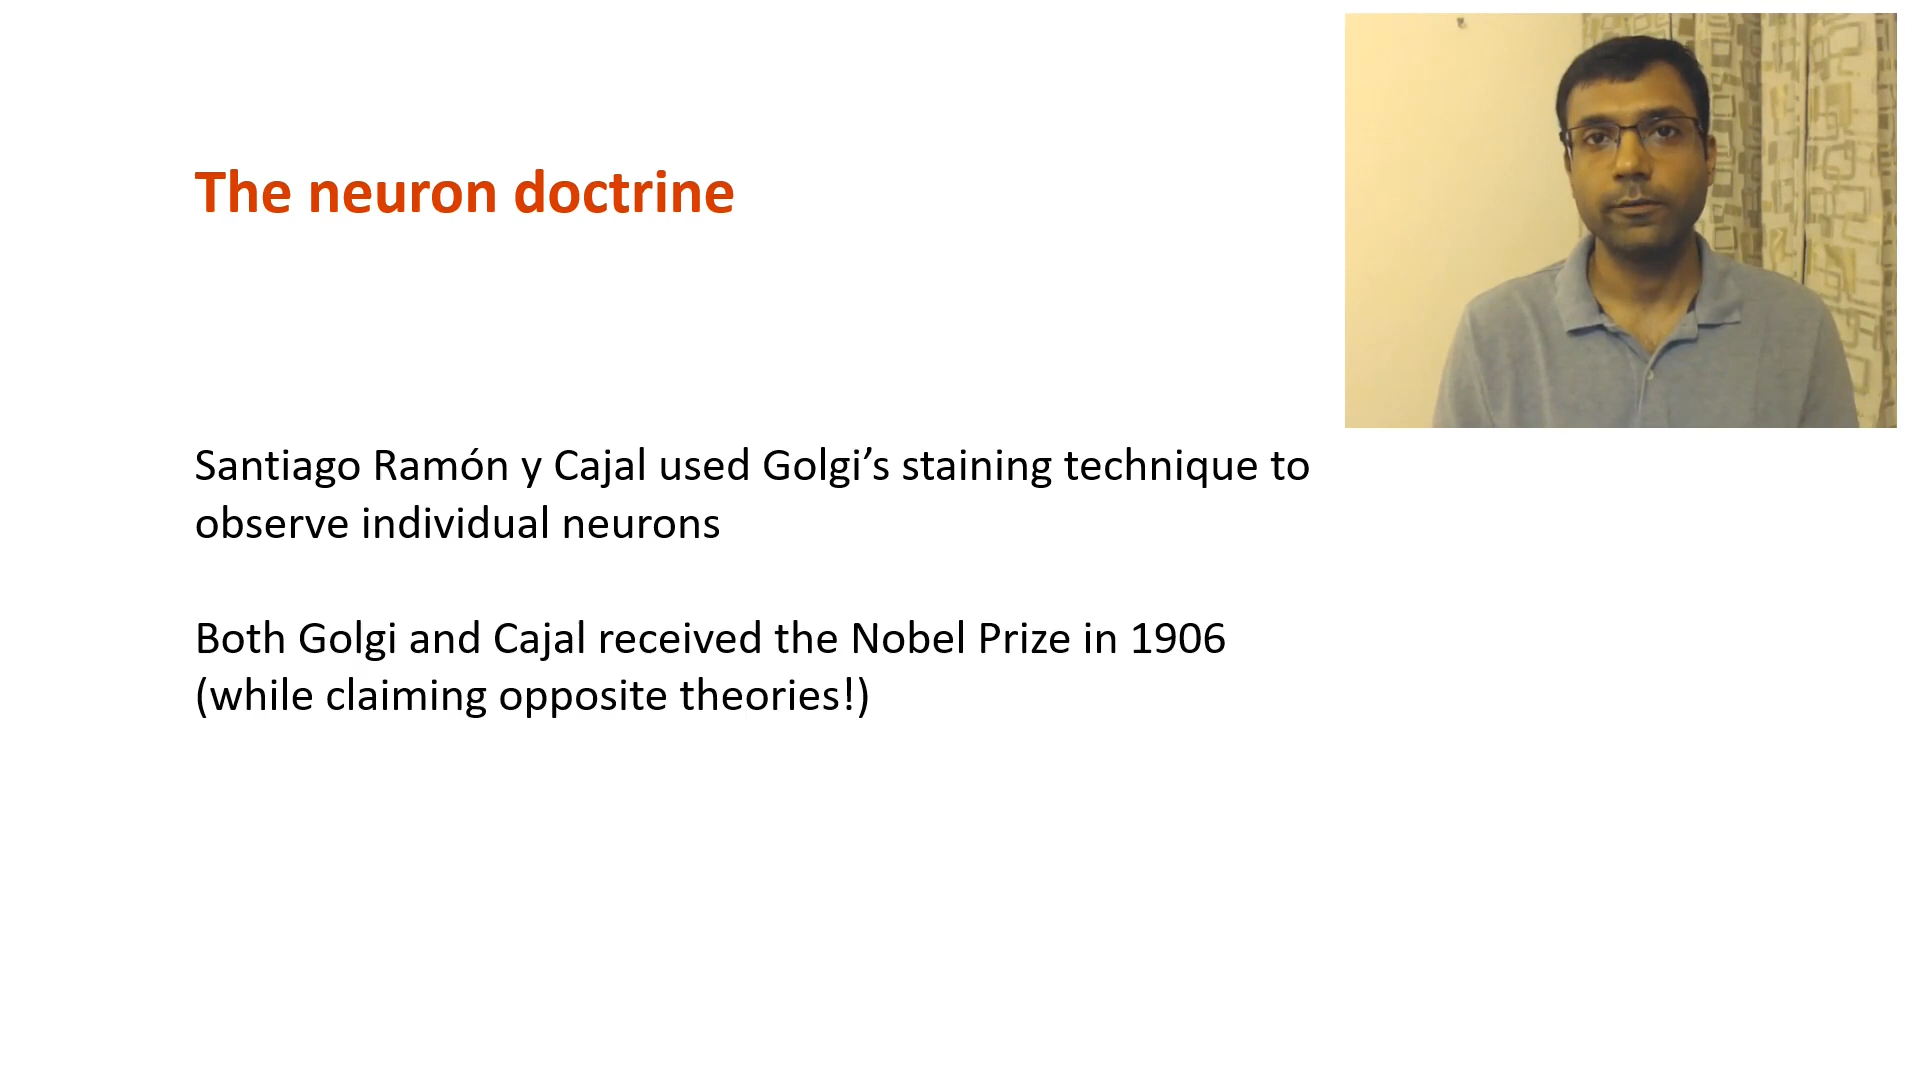 The neuron doctrine
Santiago Ramón y Cajal used Golgi’s staining technique to
observe individual neurons
Both Golgi and Cajal received the Nobel Prize in 1906
(while claiming opposite theories!)